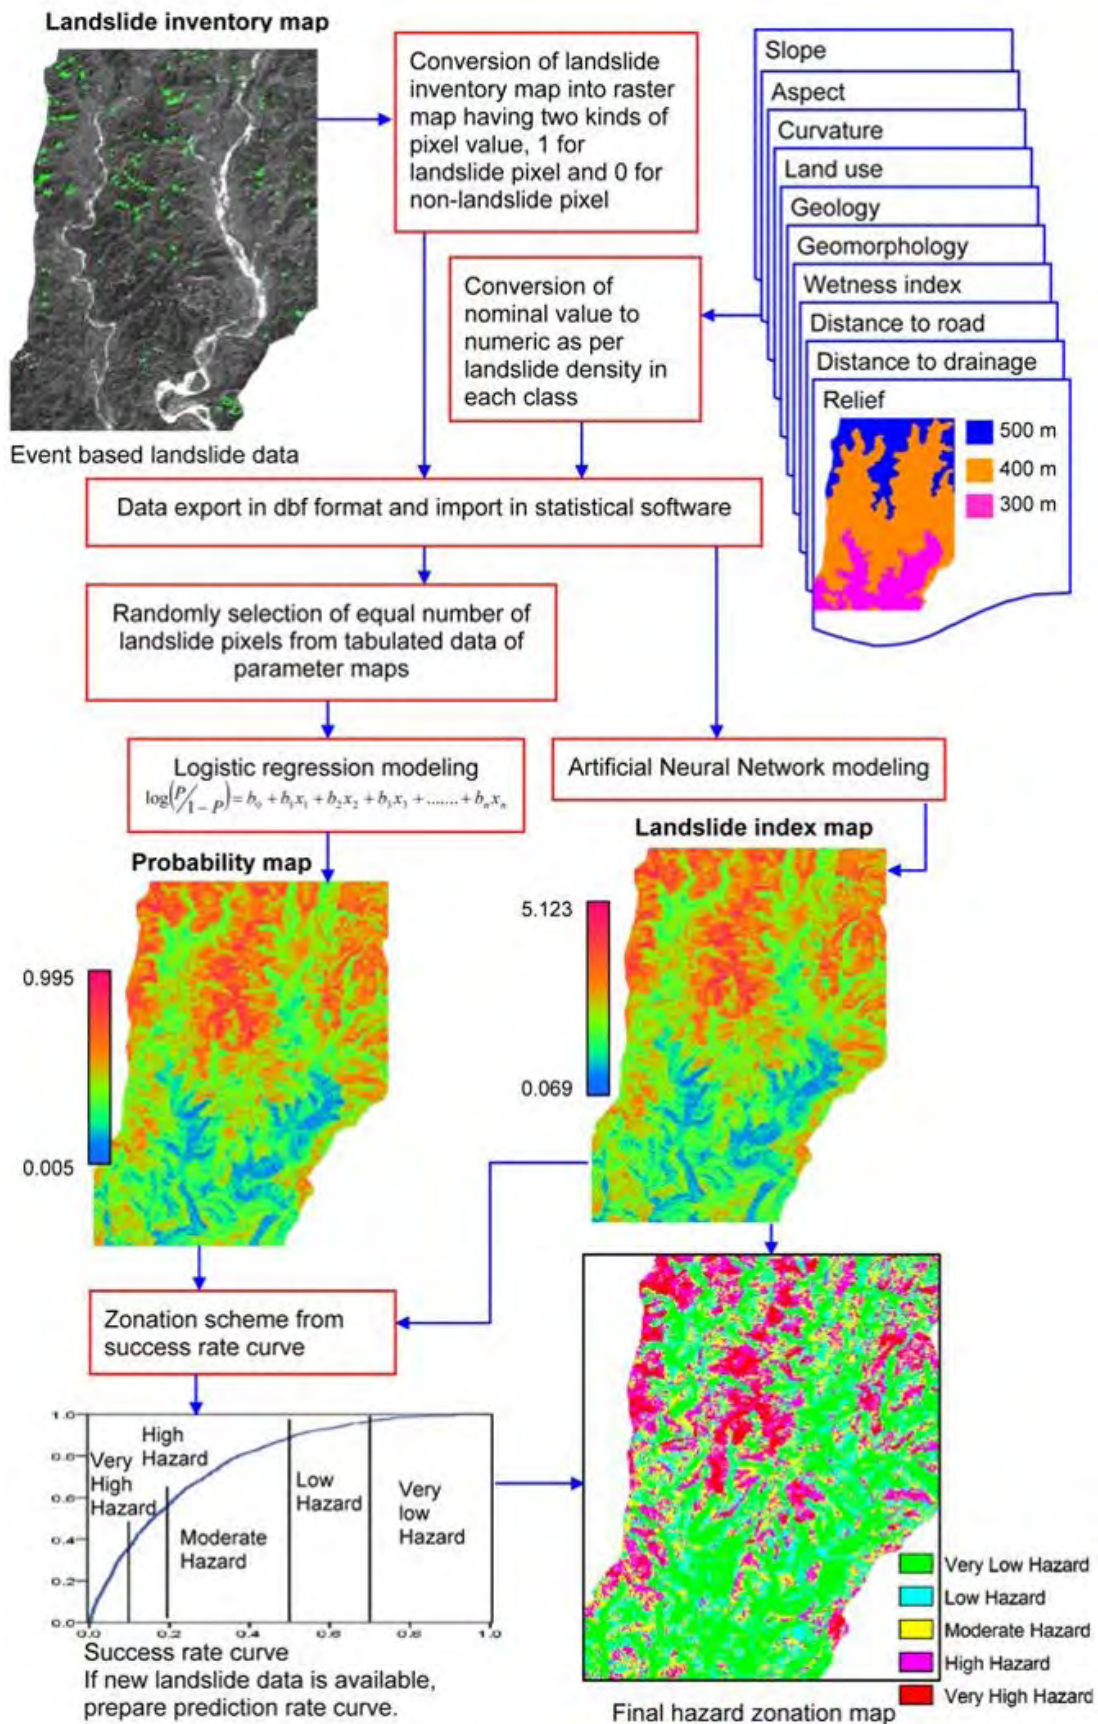 Landslide inventory map
Conversion of landslide
inventory map into raster
map having two kinds of
pixel value, 1 for
landslide pixel and 0 for
non-landslide pixel
Slope
Aspect
Curvature
Land use
Geology
Geomorphology
Wetness index
Distance to road
Distance to drainage
Relief
500 m
400 m
300 m
Conversion of
nominal value to
numeric as per
landslide density in
each class
Event based landslide data
Data export in dbf format and import in statistical software
Randomly selection of equal number of
landslide pixels from tabulated data of
parameter maps
Logistic regression modeling
log(P/1 - P) = b₀ + b₁x₁ + b₂x₂ + b₃x₃ + ....... + bₙxₙ
Artificial Neural Network modeling
Probability map
0.995
0.005
Landslide index map
5.123
0.069
Zonation scheme from
success rate curve
1.0
0.8
0.6
0.4
0.2
0.0
Very
High
Hazard
High
Hazard
Moderate
Hazard
Low
Hazard
Very
low
Hazard
0.0 0.2 0.4 0.6 0.8 1.0
Success rate curve
If new landslide data is available,
prepare prediction rate curve.
Very Low Hazard
Low Hazard
Moderate Hazard
High Hazard
Very High Hazard
Final hazard zonation map